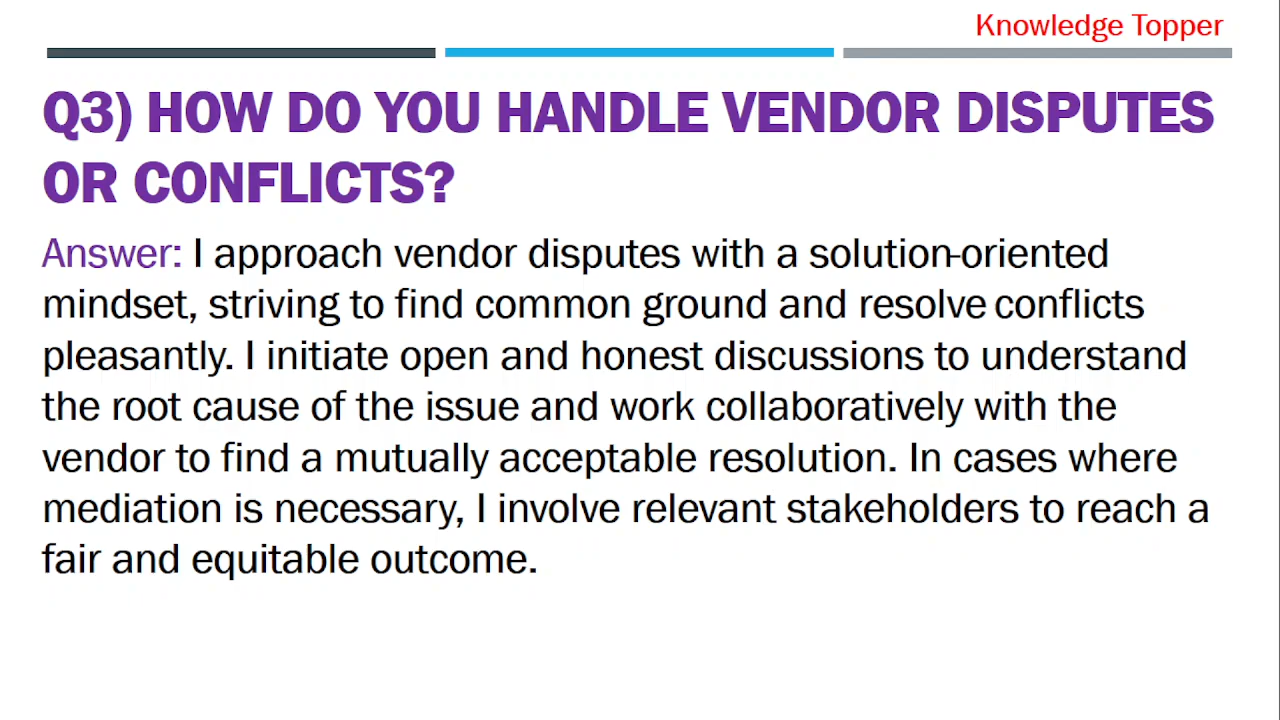 Knowledge Topper
Q3) HOW DO YOU HANDLE VENDOR DISPUTES
OR CONFLICTS?
Answer: I approach vendor disputes with a solution-oriented
mindset, striving to find common ground and resolve conflicts
pleasantly. I initiate open and honest discussions to understand
the root cause of the issue and work collaboratively with the
vendor to find a mutually acceptable resolution. In cases where
mediation is necessary, I involve relevant stakeholders to reach a
fair and equitable outcome.